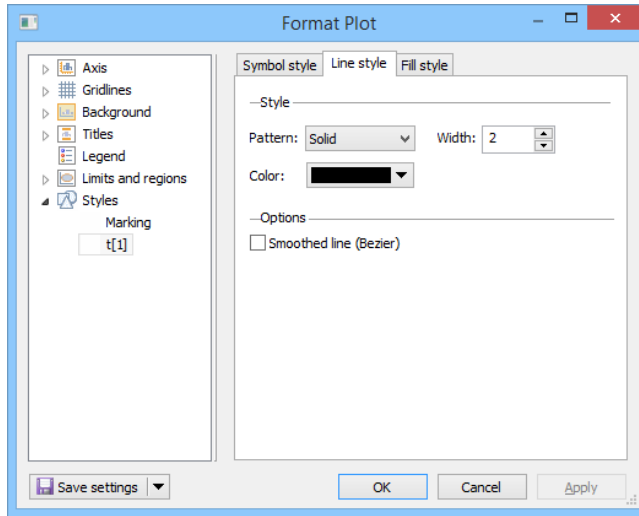 Format Plot
Axis
Gridlines
Background
Titles
Legend
Limits and regions
Styles
Marking
t[1]
Symbol style Line style Fill style
Style
Pattern: Solid Width: 2
Color:
Options
Smoothed line (Bezier)
Save settings OK Cancel Apply